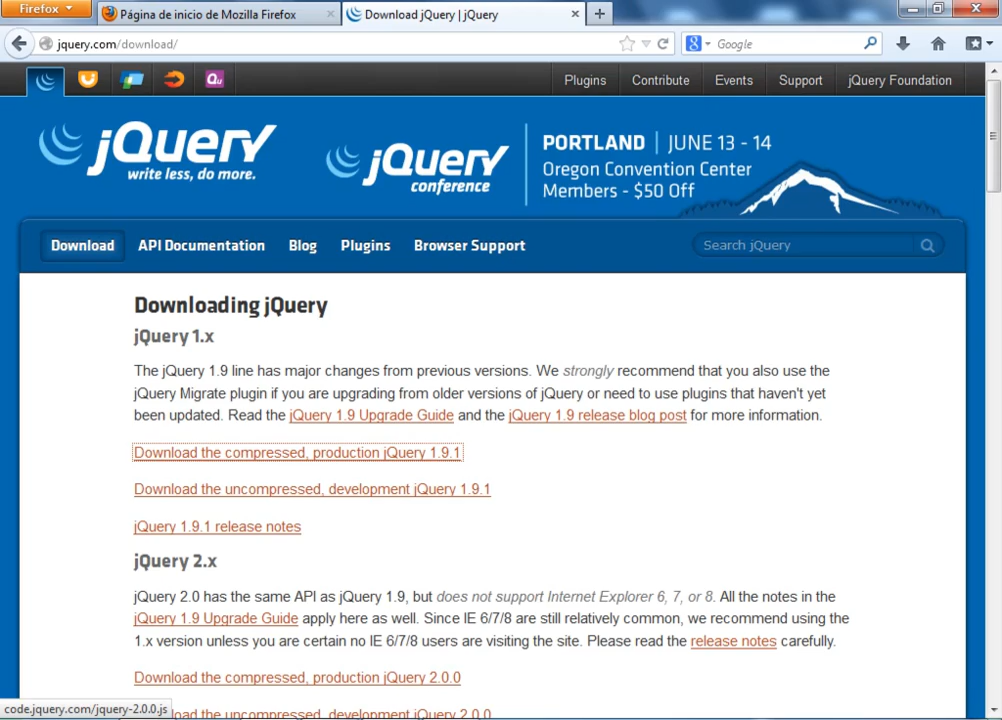 Firefox
Página de inicio de Mozilla Firefox
Download jQuery | jQuery
jquery.com/download/
Google
Qu
Plugins
Contribute
Events
Support
jQuery Foundation
jQuery
write less, do more.
jQuery
conference
PORTLAND | JUNE 13 - 14
Oregon Convention Center
Members - $50 Off
Download
API Documentation
Blog
Plugins
Browser Support
Search jQuery
Downloading jQuery
jQuery 1.x
The jQuery 1.9 line has major changes from previous versions. We strongly recommend that you also use the
jQuery Migrate plugin if you are upgrading from older versions of jQuery or need to use plugins that haven't yet
been updated. Read the jQuery 1.9 Upgrade Guide and the jQuery 1.9 release blog post for more information.
Download the compressed, production jQuery 1.9.1
Download the uncompressed, development jQuery 1.9.1
jQuery 1.9.1 release notes
jQuery 2.x
jQuery 2.0 has the same API as jQuery 1.9, but does not support Internet Explorer 6, 7, or 8. All the notes in the
jQuery 1.9 Upgrade Guide apply here as well. Since IE 6/7/8 are still relatively common, we recommend using the
1.x version unless you are certain no IE 6/7/8 users are visiting the site. Please read the release notes carefully.
Download the compressed, production jQuery 2.0.0
code.jquery.com/jquery-2.0.0.js
load the uncompressed, development jQuery 2.0.0